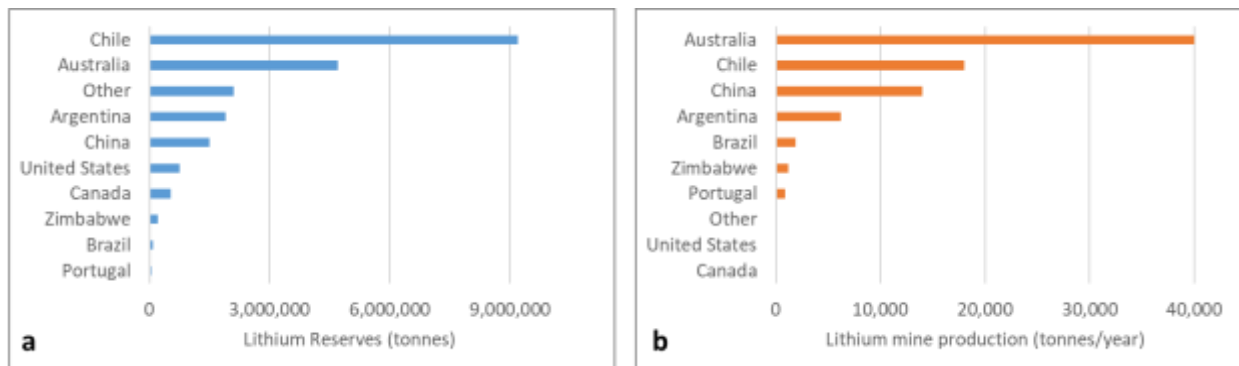 Chile
Australia
Other
Argentina
China
United States
Canada
Zimbabwe
Brazil
Portugal
0 3,000,000 6,000,000 9,000,000
Lithium Reserves (tonnes)
a
Australia
Chile
China
Argentina
Brazil
Zimbabwe
Portugal
Other
United States
Canada
0 10,000 20,000 30,000 40,000
Lithium mine production (tonnes/year)
b